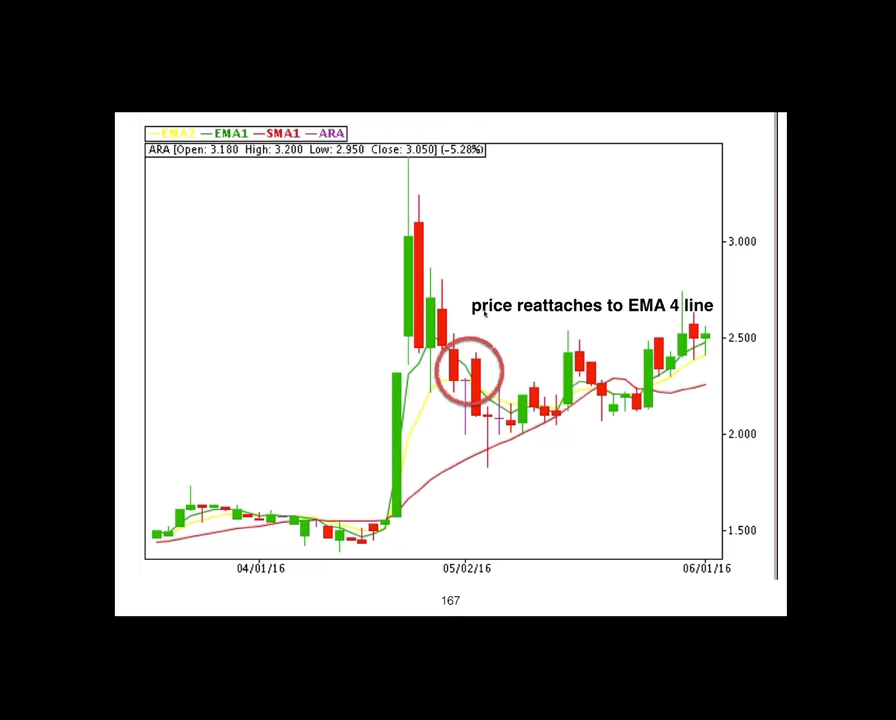 EMA2 EMA1 SMA1 ARA
ARA [Open: 3.180 High: 3.200 Low: 2.950 Close: 3.050] (-5.28%)
3.000
price reattaches to EMA 4 line
2.500
2.000
1.500
04/01/16 05/02/16 06/01/16
167